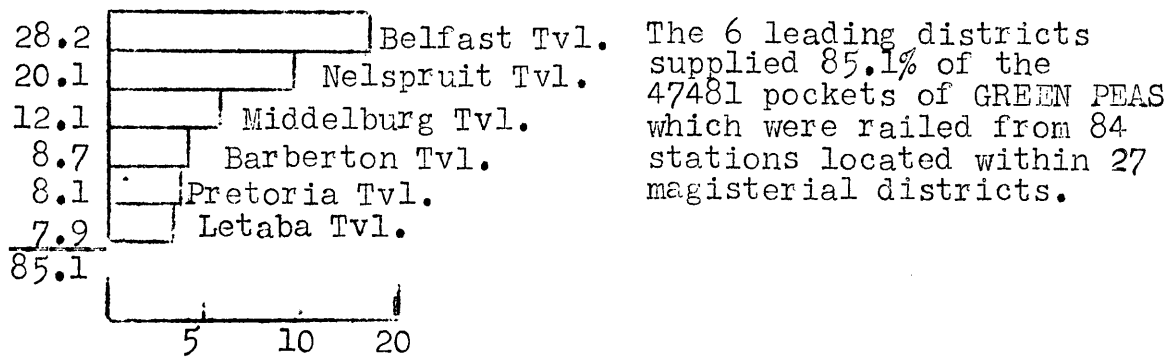 28.2 Belfast Tvl.
20.1 Nelspruit Tvl.
12.1 Middelburg Tvl.
8.7 Barberton Tvl.
8.1 Pretoria Tvl.
7.9 Letaba Tvl.
85.1
5 10 20
The 6 leading districts
supplied 85.1% of the
47481 pockets of GREEN PEAS
which were railed from 84
stations located within 27
magisterial districts.